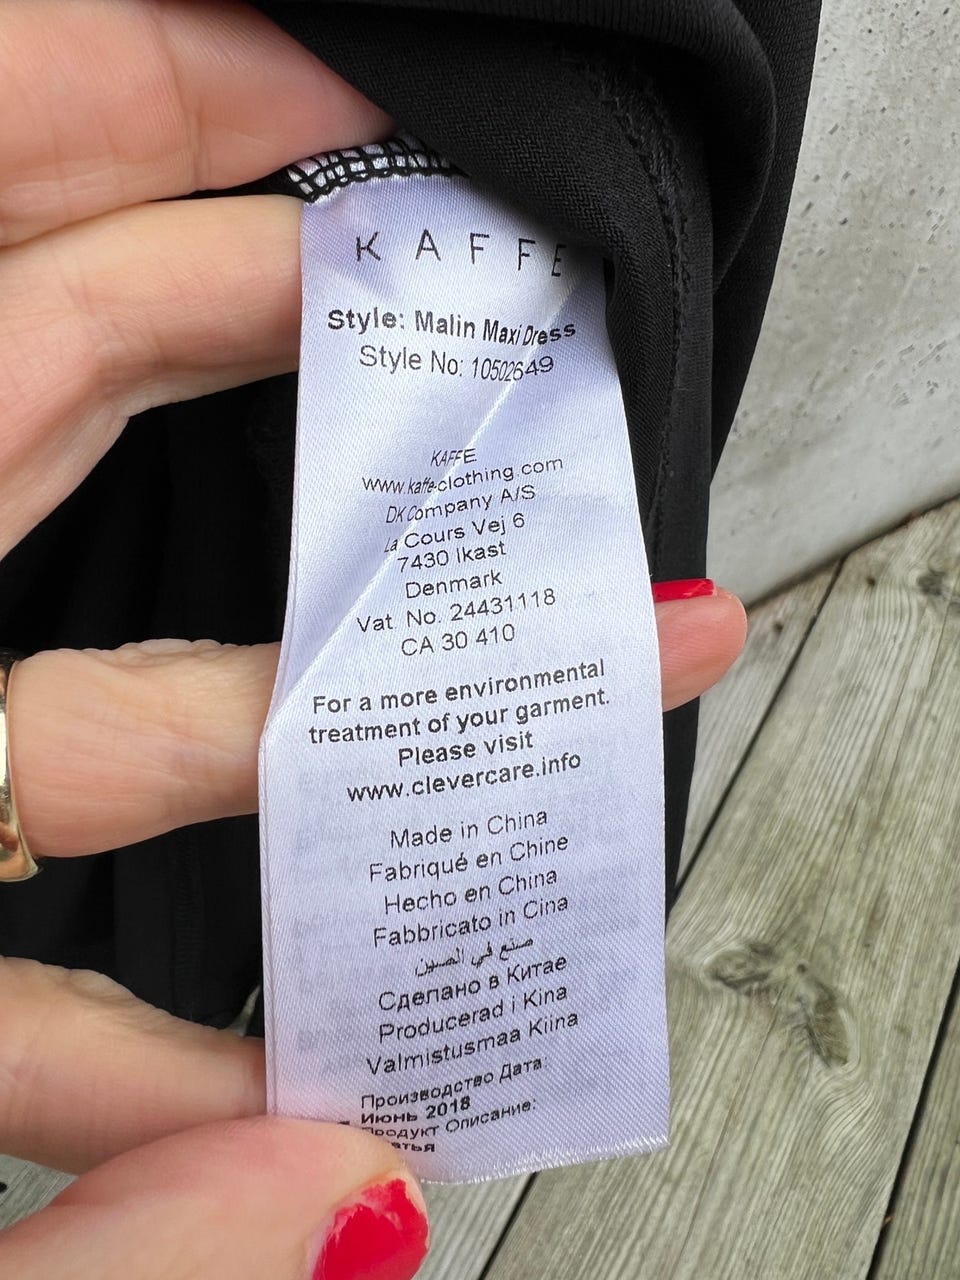 KAFFE
Style: Malin Maxi Dress
Style No: 10502649
KAFFE
www.kaffe-clothing.com
DK Company A/S
La Cours Vej 6
7430 Ikast
Denmark
Vat. No. 24431118
CA 30 410
For a more environmental
treatment of your garment.
Please visit
www.clevercare.info
Made in China
Fabriqué en Chine
Hecho en China
Fabbricato in Cina
صنع في الصين
Сделано в Китае
Producerad i Kina
Valmistusmaa Kiina
Производство Дата:
Июнь 2018
Продукт Описание: